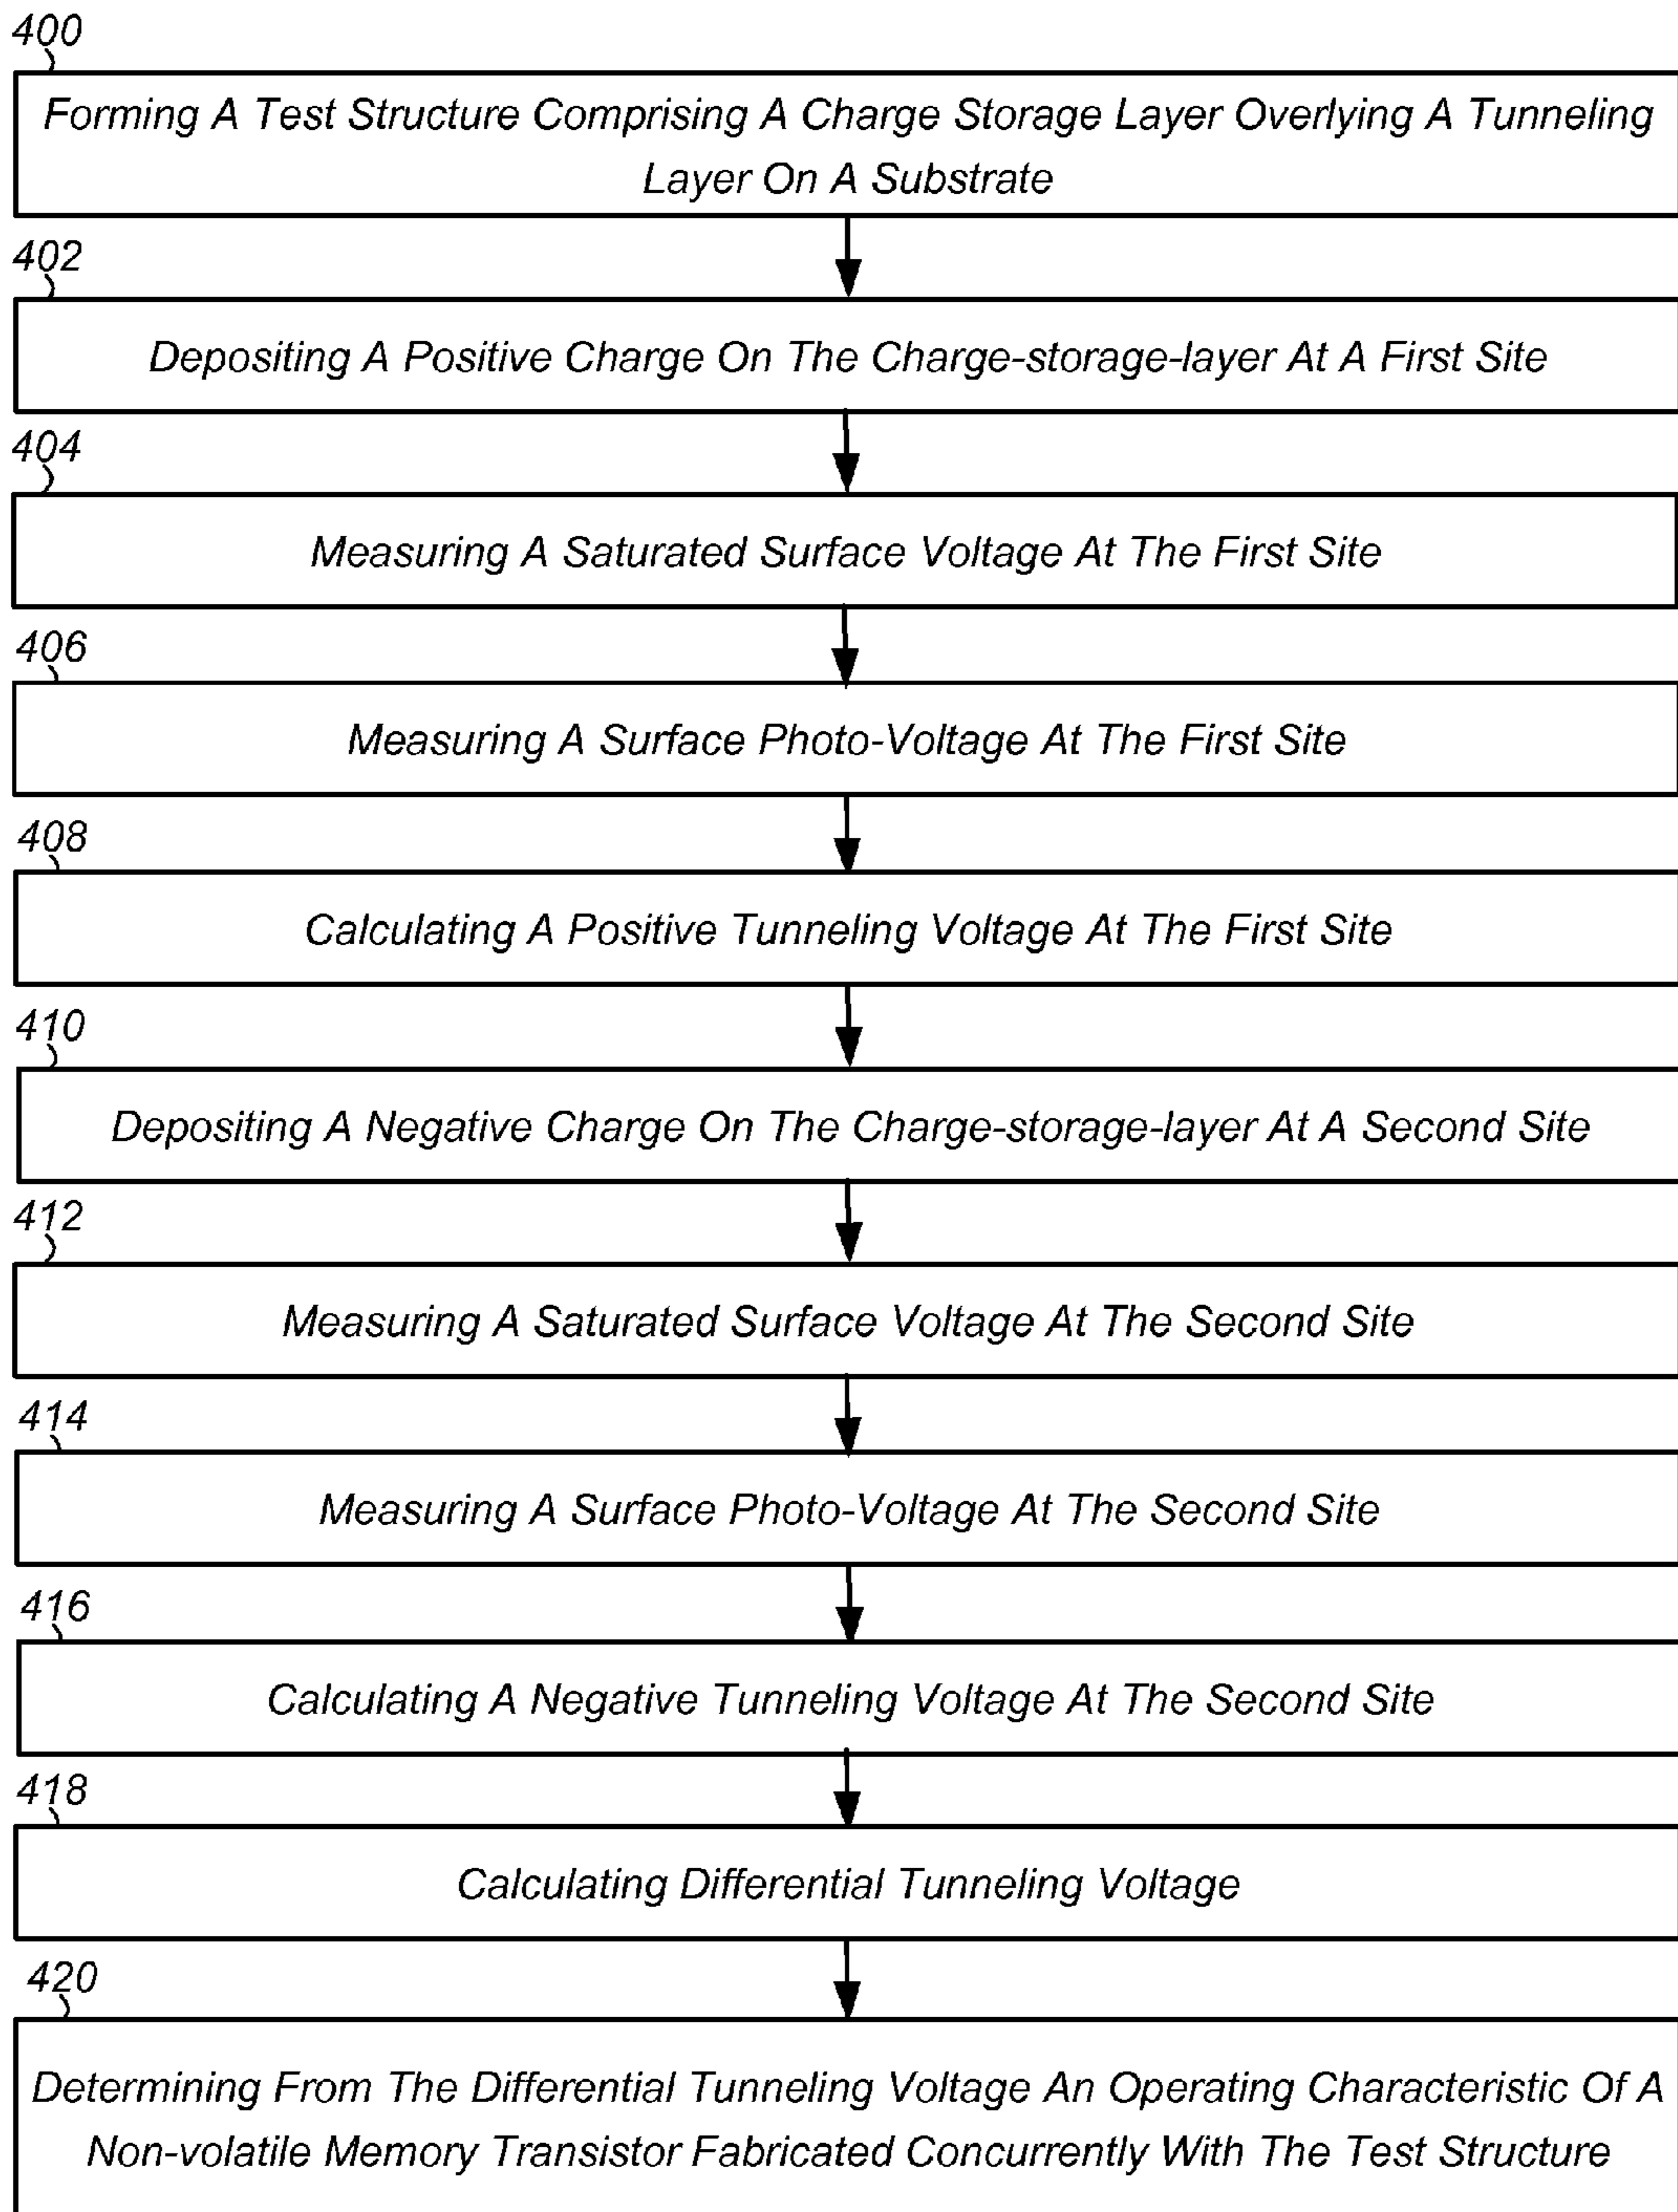 400
Forming A Test Structure Comprising A Charge Storage Layer Overlying A Tunneling
Layer On A Substrate
402
Depositing A Positive Charge On The Charge-storage-layer At A First Site
404
Measuring A Saturated Surface Voltage At The First Site
406
Measuring A Surface Photo-Voltage At The First Site
408
Calculating A Positive Tunneling Voltage At The First Site
410
Depositing A Negative Charge On The Charge-storage-layer At A Second Site
412
Measuring A Saturated Surface Voltage At The Second Site
414
Measuring A Surface Photo-Voltage At The Second Site
416
Calculating A Negative Tunneling Voltage At The Second Site
418
Calculating Differential Tunneling Voltage
420
Determining From The Differential Tunneling Voltage An Operating Characteristic Of A
Non-volatile Memory Transistor Fabricated Concurrently With The Test Structure